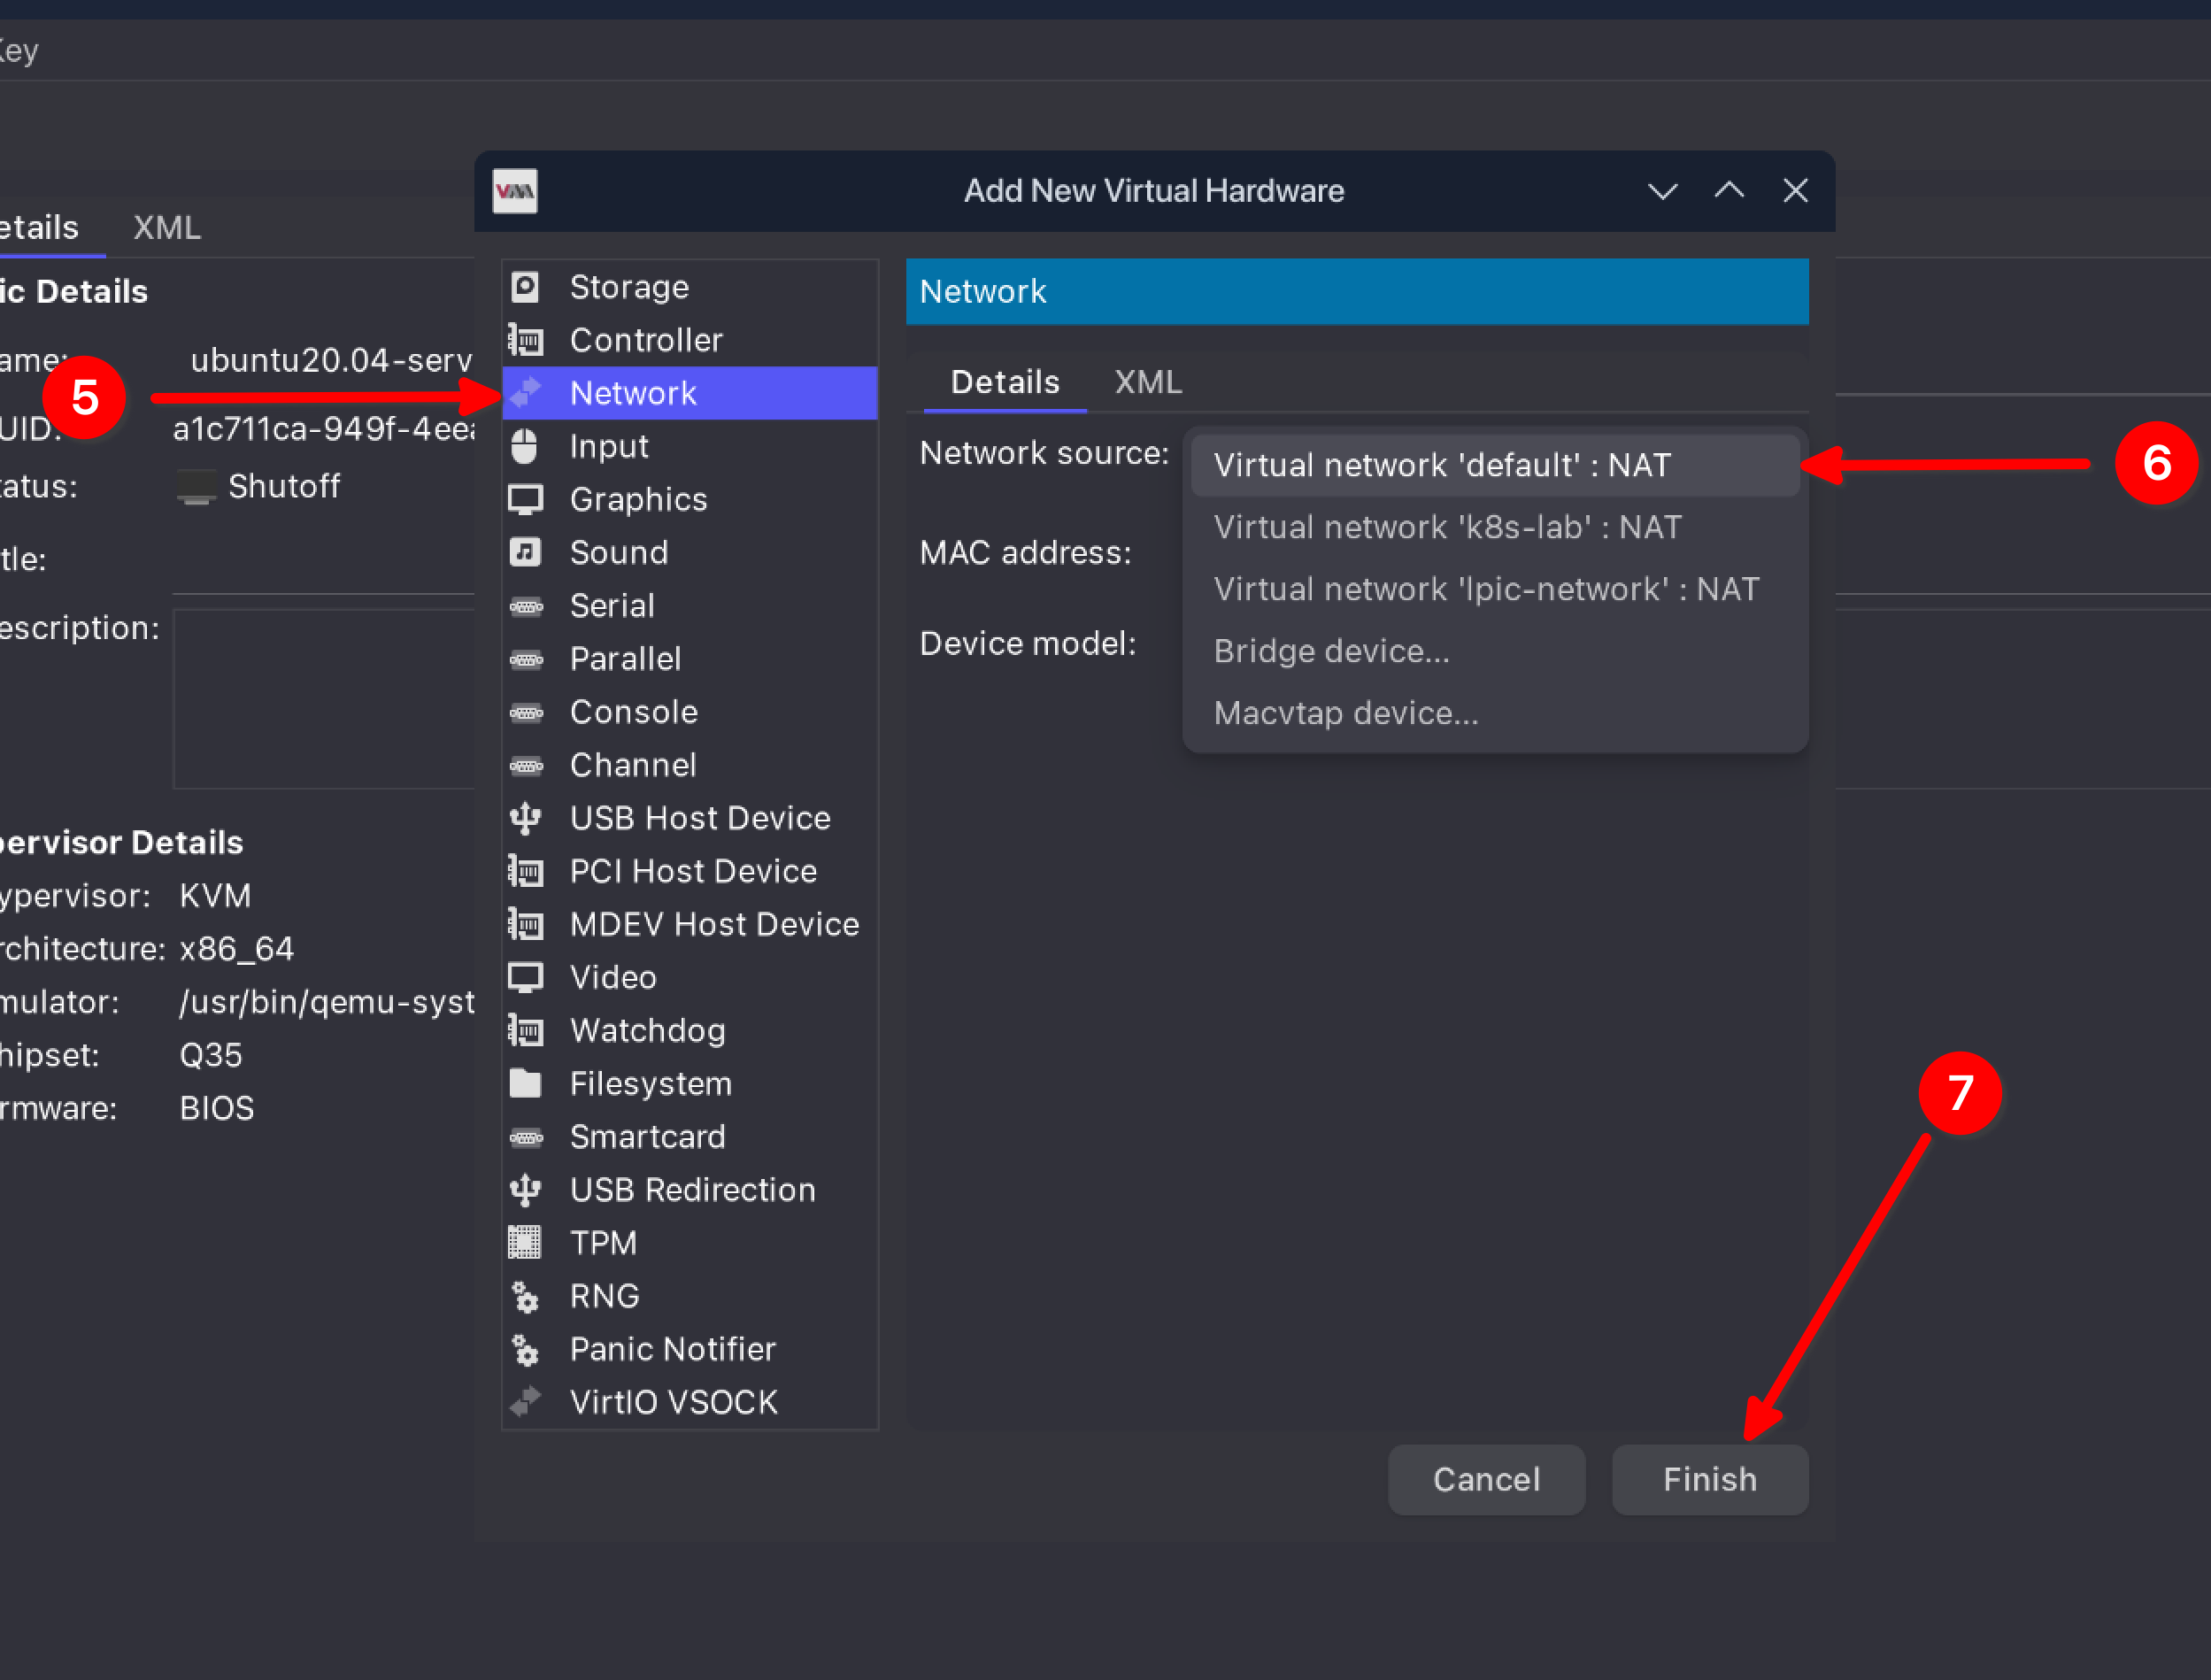 Key
Add New Virtual Hardware
etails XML
ic Details
ame: ubuntu20.04-serv
UID: a1c711ca-949f-4eea
tatus: Shutoff
tle:
escription:
pervisor Details
ypervisor: KVM
rchitecture: x86_64
mulator: /usr/bin/qemu-syst
hipset: Q35
rmware: BIOS
5
Storage
Controller
Network
Input
Graphics
Sound
Serial
Parallel
Console
Channel
USB Host Device
PCI Host Device
MDEV Host Device
Video
Watchdog
Filesystem
Smartcard
USB Redirection
TPM
RNG
Panic Notifier
VirtIO VSOCK
Network
Details XML
Network source:
Virtual network 'default' : NAT
Virtual network 'k8s-lab' : NAT
Virtual network 'lpic-network' : NAT
Bridge device...
Macvtap device...
MAC address:
Device model:
6
7
Cancel Finish